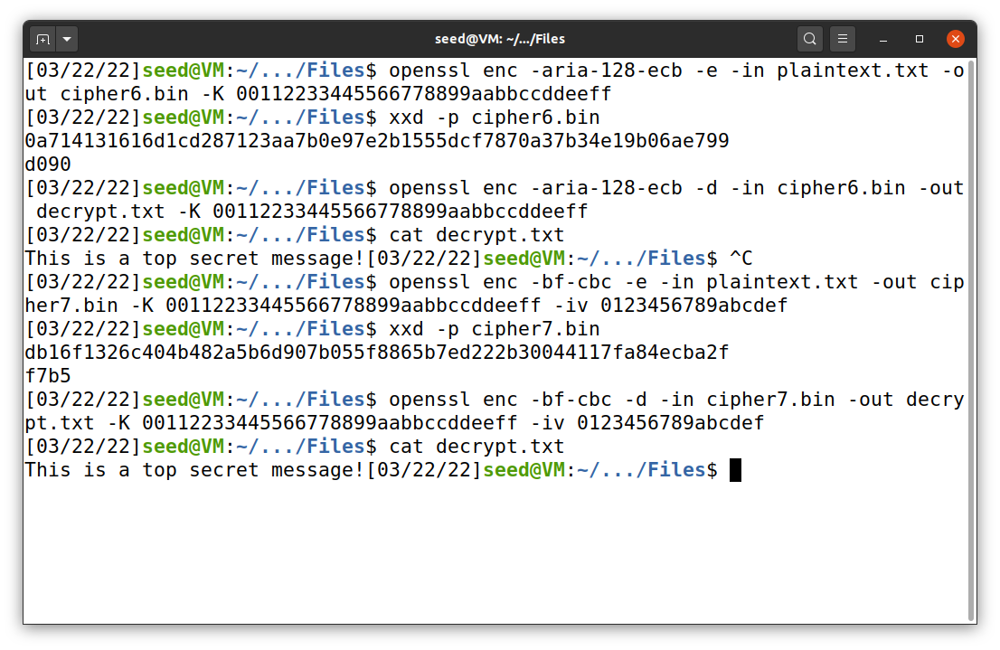 seed@VM: ~/.../Files
[03/22/22]seed@VM:~/.../Files$ openssl enc -aria-128-ecb -e -in plaintext.txt -o
ut cipher6.bin -K 00112233445566778899aabbccddeeff
[03/22/22]seed@VM:~/.../Files$ xxd -p cipher6.bin
0a714131616d1cd287123aa7b0e97e2b1555dcf7870a37b34e19b06ae799
d090
[03/22/22]seed@VM:~/.../Files$ openssl enc -aria-128-ecb -d -in cipher6.bin -out
 decrypt.txt -K 00112233445566778899aabbccddeeff
[03/22/22]seed@VM:~/.../Files$ cat decrypt.txt
This is a top secret message![03/22/22]seed@VM:~/.../Files$ ^C
[03/22/22]seed@VM:~/.../Files$ openssl enc -bf-cbc -e -in plaintext.txt -out cip
her7.bin -K 00112233445566778899aabbccddeeff -iv 0123456789abcdef
[03/22/22]seed@VM:~/.../Files$ xxd -p cipher7.bin
db16f1326c404b482a5b6d907b055f8865b7ed222b30044117fa84ecba2f
f7b5
[03/22/22]seed@VM:~/.../Files$ openssl enc -bf-cbc -d -in cipher7.bin -out decry
pt.txt -K 00112233445566778899aabbccddeeff -iv 0123456789abcdef
[03/22/22]seed@VM:~/.../Files$ cat decrypt.txt
This is a top secret message![03/22/22]seed@VM:~/.../Files$